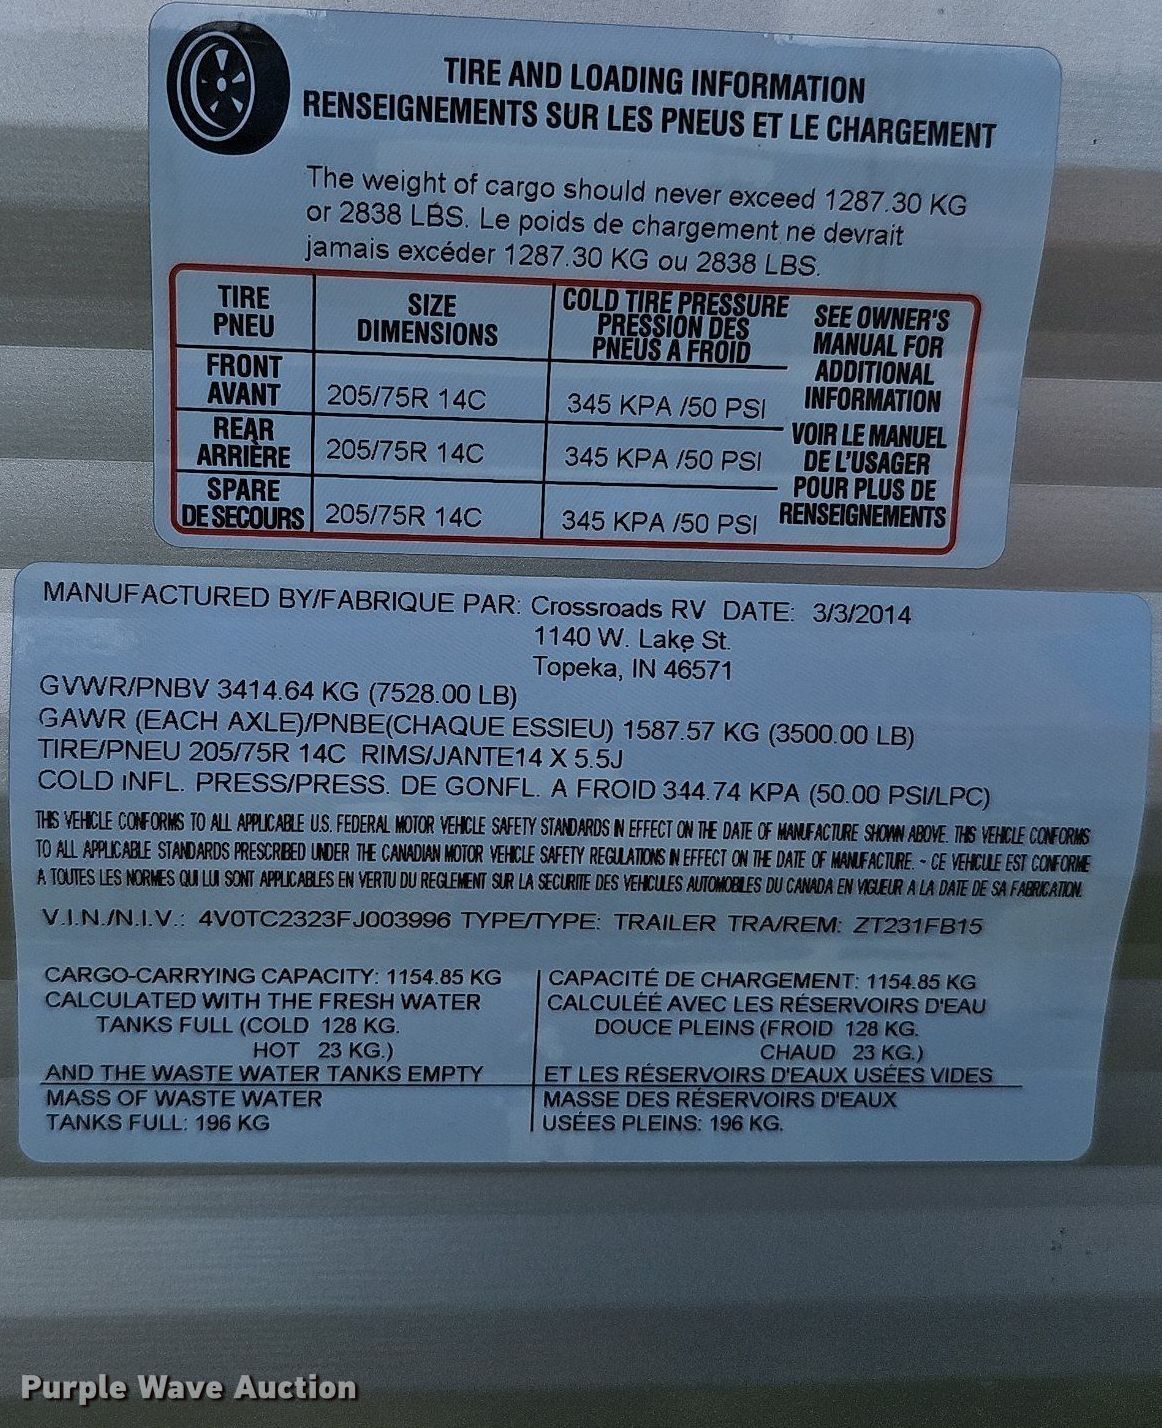 TIRE AND LOADING INFORMATION
RENSEIGNEMENTS SUR LES PNEUS ET LE CHARGEMENT
The weight of cargo should never exceed 1287.30 KG
or 2838 LBS. Le poids de chargement ne devrait
jamais excéder 1287.30 KG ou 2838 LBS.
TIRE
PNEU
SIZE
DIMENSIONS
COLD TIRE PRESSURE
PRESSION DES
PNEUS A FROID
SEE OWNER'S
MANUAL FOR
ADDITIONAL
INFORMATION
VOIR LE MANUEL
DE L'USAGER
POUR PLUS DE
RENSEIGNEMENTS
FRONT
AVANT
205/75R 14C
345 KPA /50 PSI
REAR
ARRIÈRE
205/75R 14C
345 KPA /50 PSI
SPARE
DE SECOURS
205/75R 14C
345 KPA /50 PSI
MANUFACTURED BY/FABRIQUE PAR: Crossroads RV DATE: 3/3/2014
1140 W. Lake St.
Topeka, IN 46571
GVWR/PNBV 3414.64 KG (7528.00 LB)
GAWR (EACH AXLE)/PNBE(CHAQUE ESSIEU) 1587.57 KG (3500.00 LB)
TIRE/PNEU 205/75R 14C RIMS/JANTE14 X 5.5J
COLD INFL. PRESS/PRESS. DE GONFL. A FROID 344.74 KPA (50.00 PSI/LPC)
THIS VEHICLE CONFORMS TO ALL APPLICABLE U.S. FEDERAL MOTOR VEHICLE SAFETY STANDARDS IN EFFECT ON THE DATE OF MANUFACTURE SHOWN ABOVE. THIS VEHICLE CONFORMS
TO ALL APPLICABLE STANDARDS PRESCRIBED UNDER THE CANADIAN MOTOR VEHICLE SAFETY REGULATIONS IN EFFECT ON THE DATE OF MANUFACTURE. - CE VEHICULE EST CONFORME
A TOUTES LES NORMES QUI LUI SONT APPLICABLES EN VERTU DU REGLEMENT SUR LA SECURITE DES VEHICULES AUTOMOBILES DU CANADA EN VIGUEUR A LA DATE DE SA FABRICATION.
V.I.N./N.I.V.: 4V0TC2323FJ003996 TYPE/TYPE: TRAILER TRA/REM: ZT231FB15
CARGO-CARRYING CAPACITY: 1154.85 KG
CALCULATED WITH THE FRESH WATER
TANKS FULL (COLD 128 KG.
HOT 23 KG.)
AND THE WASTE WATER TANKS EMPTY
MASS OF WASTE WATER
TANKS FULL: 196 KG
CAPACITÉ DE CHARGEMENT: 1154.85 KG
CALCULÉÉ AVEC LES RÉSERVOIRS D'EAU
DOUCE PLEINS (FROID 128 KG.
CHAUD 23 KG.)
ET LES RÉSERVOIRS D'EAUX USÉES VIDES
MASSE DES RÉSERVOIRS D'EAUX
USÉES PLEINS: 196 KG.
Purple Wave Auction